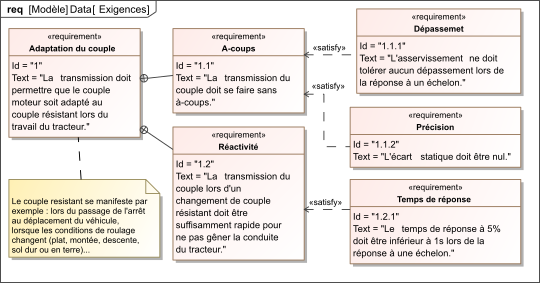 req [Modèle] Data[ Exigences]
«requirement»
Adaptation du couple
Id = "1"
Text = "La transmission doit
permettre que le couple
moteur soit adapté au
couple résistant lors du
travail du tracteur."
«requirement»
A-coups
Id = "1.1"
Text = "La transmission du
couple doit se faire sans
à-coups."
«satisfy»
«requirement»
Dépassemet
Id = "1.1.1"
Text = "L'asservissement ne doit
tolérer aucun dépassement lors de
la réponse à un échelon."
«satisfy»
«requirement»
Précision
Id = "1.1.2"
Text = "L'écart statique doit être nul."
«requirement»
Réactivité
Id = "1.2"
Text = "La transmission du
couple lors d'un
changement de couple
résistant doit être
suffisamment rapide pour
ne pas gêner la conduite
du tracteur."
«satisfy»
«requirement»
Temps de réponse
Id = "1.2.1"
Text = "Le temps de réponse à 5%
doit être inférieur à 1s lors de la
réponse à une échelon."
Le couple resistant se manifeste par
exemple : lors du passage de l'arrêt
au déplacement du véhicule,
lorsque les conditions de roulage
changent (plat, montée, descente,
sol dur ou en terre)...